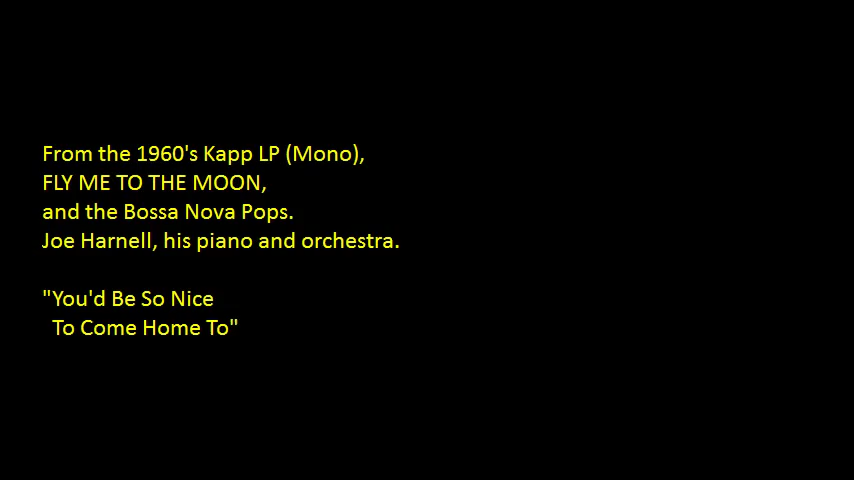 From the 1960's Kapp LP (Mono),
FLY ME TO THE MOON,
and the Bossa Nova Pops.
Joe Harnell, his piano and orchestra.
"You'd Be So Nice
To Come Home To"